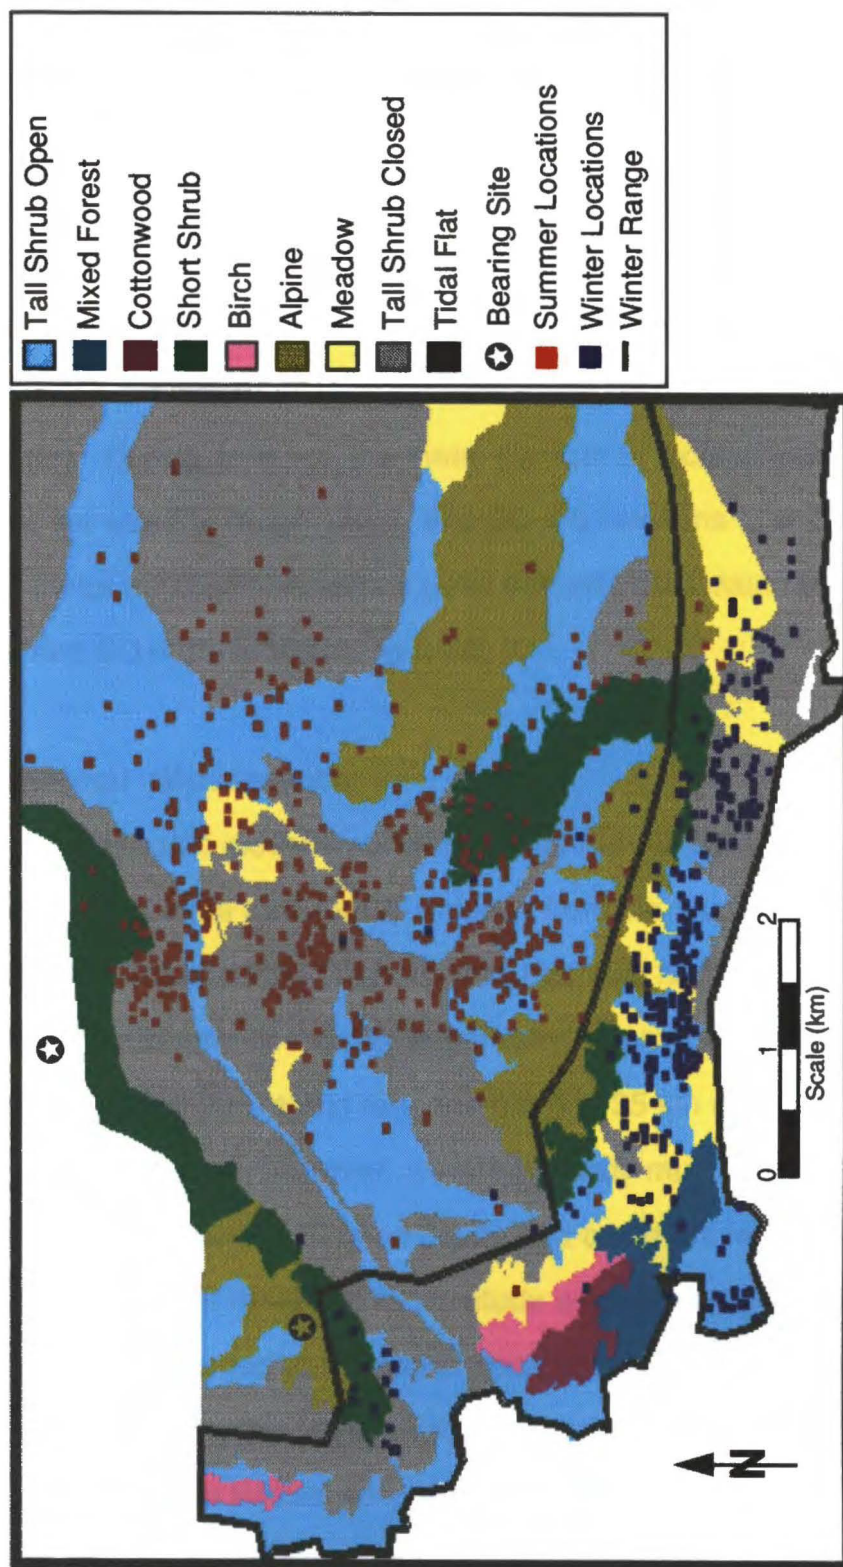 Tall Shrub Open
Mixed Forest
Cottonwood
Short Shrub
Birch
Alpine
Meadow
Tall Shrub Closed
Tidal Flat
Bearing Site
Summer Locations
Winter Locations
Winter Range
0 1 2
Scale (km)
N